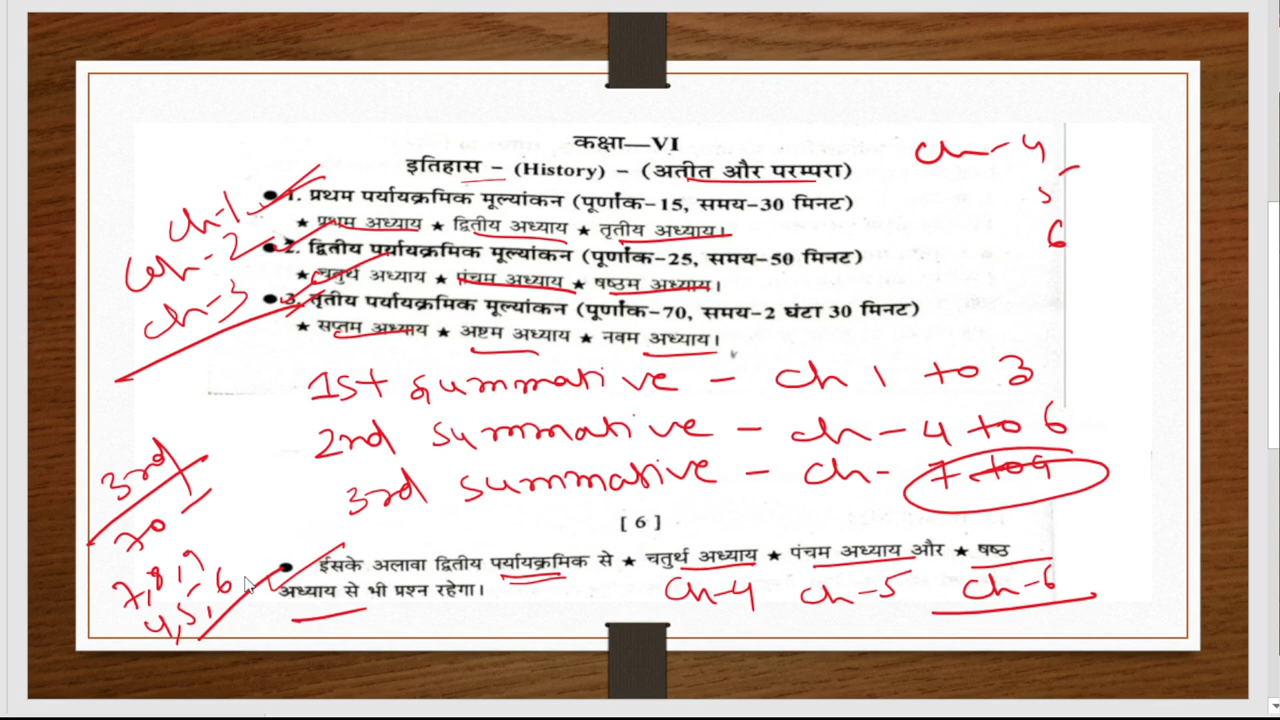 कक्षा—VI
इतिहास – (History) – (अतीत और परम्परा)
ch-4
5
6
1. प्रथम पर्यायक्रमिक मूल्यांकन (पूर्णांक-15, समय-30 मिनट)
★ प्रथम अध्याय ★ द्वितीय अध्याय ★ तृतीय अध्याय।
ch-1
2. द्वितीय पर्यायक्रमिक मूल्यांकन (पूर्णांक-25, समय-50 मिनट)
★ चतुर्थ अध्याय ★ पंचम अध्याय ★ षष्ठम अध्याय।
ch-2
3. तृतीय पर्यायक्रमिक मूल्यांकन (पूर्णांक-70, समय-2 घंटा 30 मिनट)
★ सप्तम अध्याय ★ अष्टम अध्याय ★ नवम अध्याय।
ch-3
1st summative - ch 1 to 3
2nd summative - ch-4 to 6
3rd summative - ch- 7 to 9
3rd
70
7,8,9
4,5,6
[ 6 ]
ईसके अलावा द्वितीय पर्यायक्रमिक से ★ चतुर्थ अध्याय ★ पंचम अध्याय और ★ षष्ठ
अध्याय से भी प्रश्न रहेगा।
ch-4 ch-5 ch-6